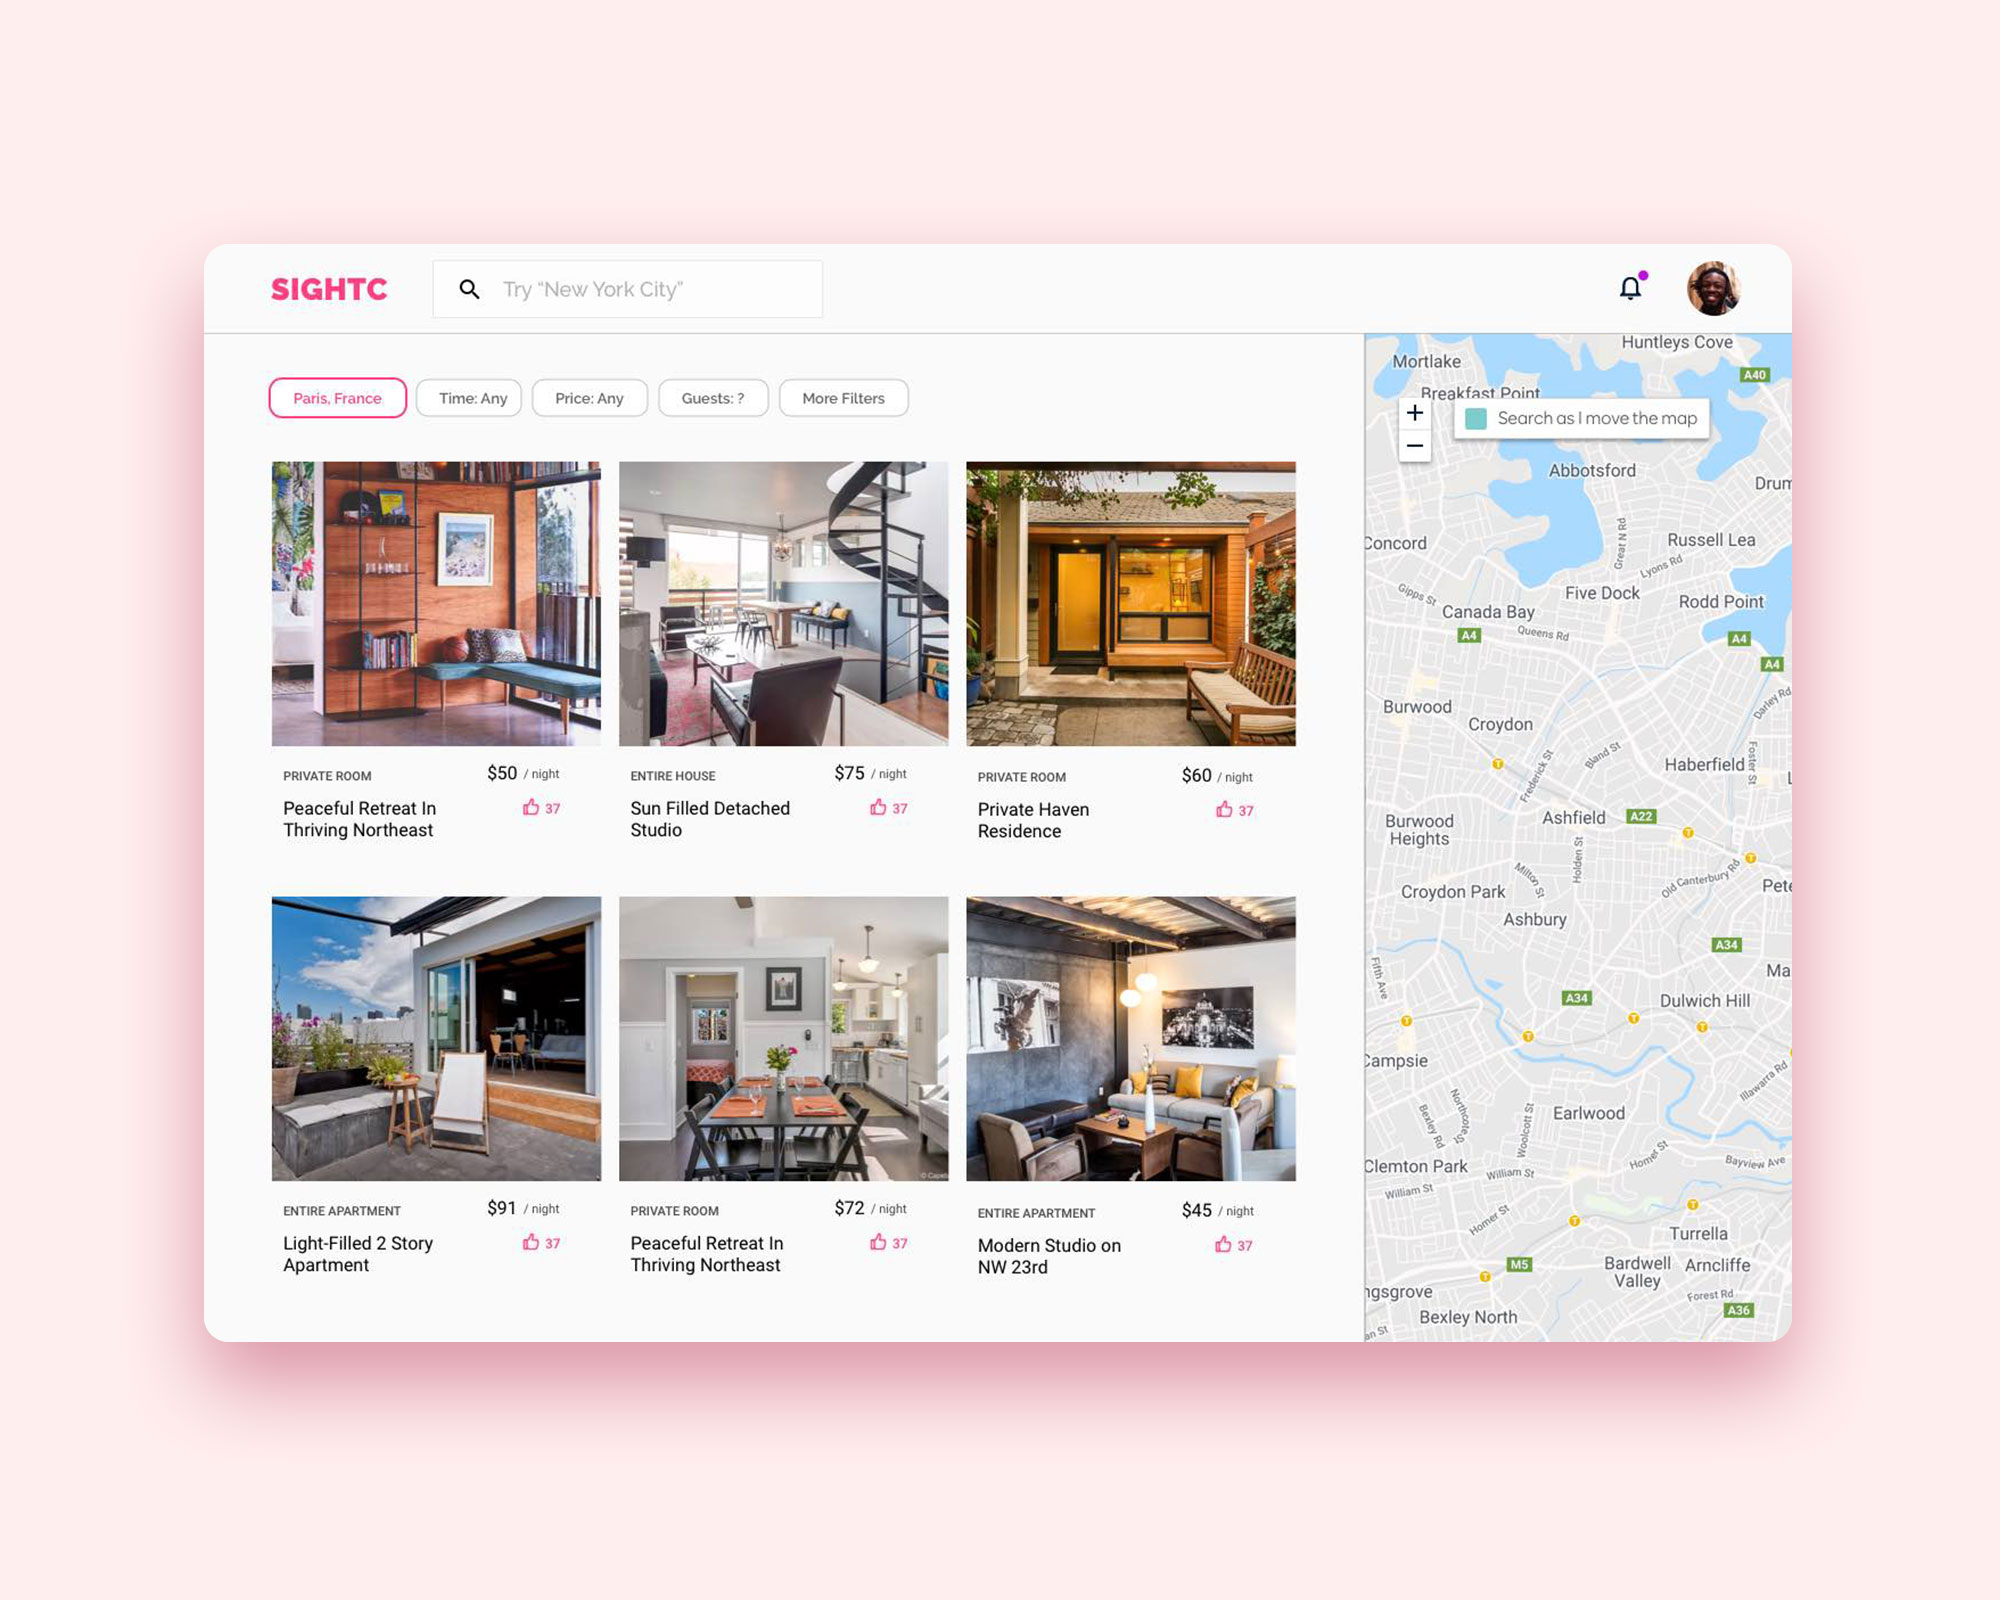 SIGHTC
Try “New York City”
Paris, France
Time: Any
Price: Any
Guests: ?
More Filters
PRIVATE ROOM
$50 / night
Peaceful Retreat In
Thriving Northeast
37
ENTIRE HOUSE
$75 / night
Sun Filled Detached
Studio
37
PRIVATE ROOM
$60 / night
Private Haven
Residence
37
ENTIRE APARTMENT
$91 / night
Light-Filled 2 Story
Apartment
37
PRIVATE ROOM
$72 / night
Peaceful Retreat In
Thriving Northeast
37
ENTIRE APARTMENT
$45 / night
Modern Studio on
NW 23rd
37
Huntleys Cove
Mortlake
A40
Breakfast Point
+
Search as I move the map
−
Abbotsford
Drum
Great N Rd
Concord
Russell Lea
Lyons Rd
Gipps St
Five Dock
Rodd Point
Canada Bay
A4
Queens Rd
A4
A4
Darley Rd
Burwood
Croydon
Frederick St
Bland St
Haberfield
Foster St
L
Burwood
Heights
Ashfield
A22
Holden St
Milton St
Old Canterbury Rd
Croydon Park
Pete
Ashbury
A34
Fifth Ave
Ma
A34
Dulwich Hill
Campsie
Illawarra Rd
Bexley Rd
Northcote St
Woolcott St
Earlwood
Homer St
Bayview Ave
Clemton Park
William St
William St
Homer St
Turrella
M5
Bardwell
Valley
Arncliffe
ngsgrove
Forest Rd
A36
Bexley North
an St